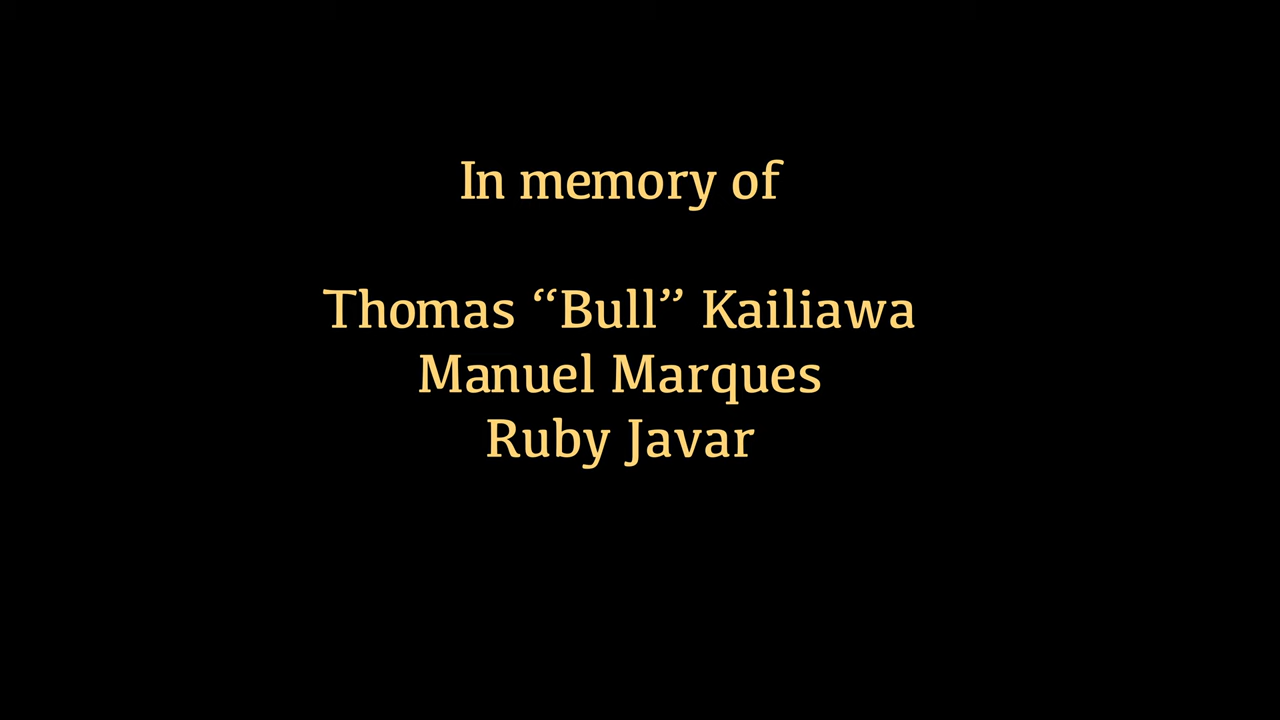 In memory of
Thomas “Bull” Kailiawa
Manuel Marques
Ruby Javar